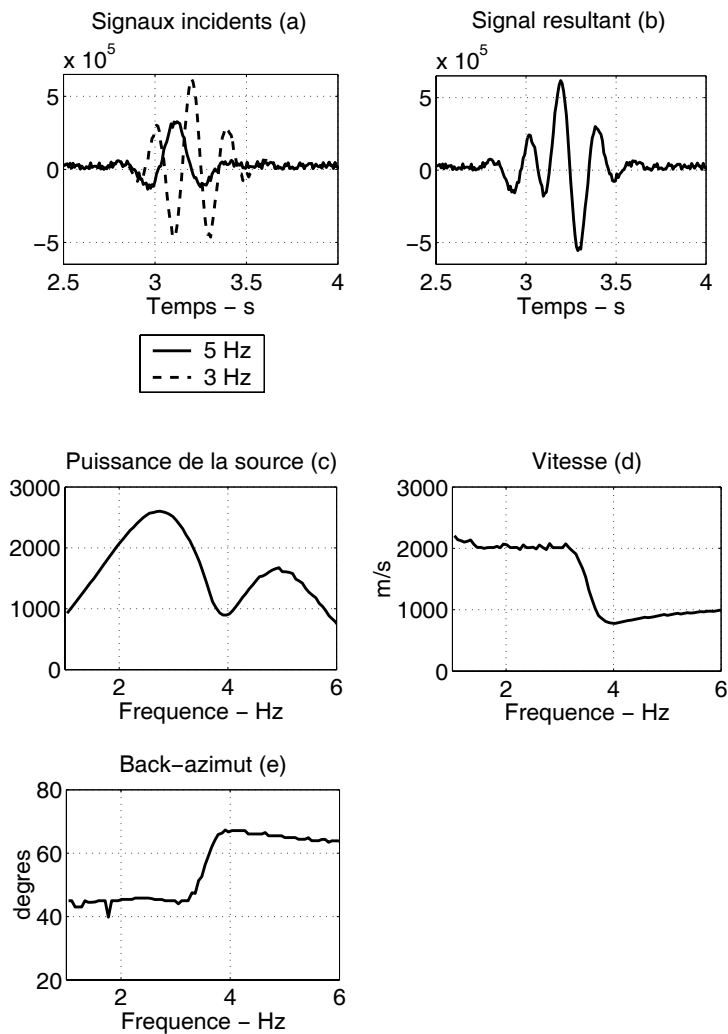 Signaux incidents (a)
x 10^5
5
0
−5
2.5 3 3.5 4
Temps − s
5 Hz
3 Hz
Signal resultant (b)
x 10^5
5
0
−5
2.5 3 3.5 4
Temps − s
Puissance de la source (c)
3000
2000
1000
0
2 4 6
Frequence − Hz
Vitesse (d)
m/s
3000
2000
1000
0
2 4 6
Frequence − Hz
Back−azimut (e)
degres
80
60
40
20
2 4 6
Frequence − Hz